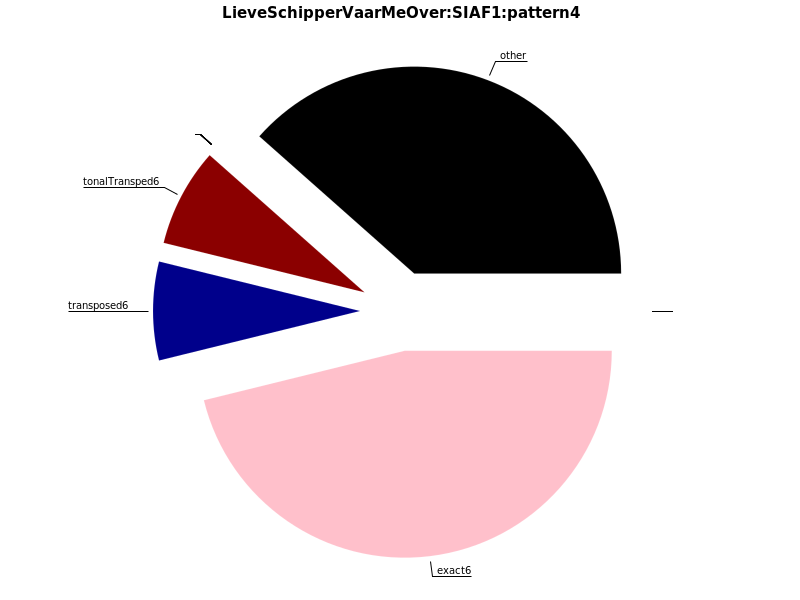 LieveSchipperVaarMeOver:SIAF1:pattern4
other
tonalTransped6
transposed6
exact6